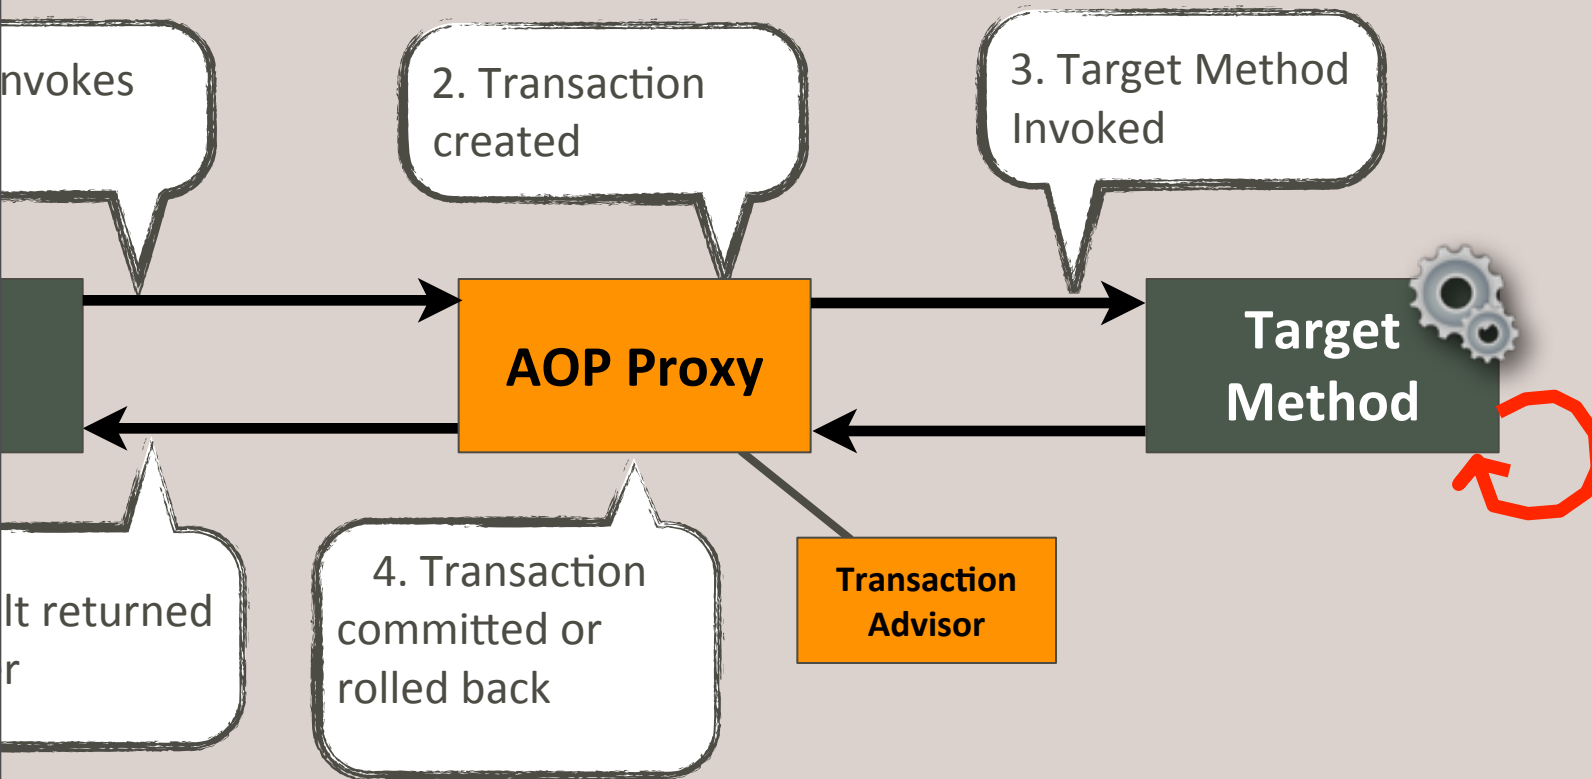 nvokes
2. Transaction
created
3. Target Method
Invoked
AOP Proxy
Target
Method
lt returned
r
4. Transaction
committed or
rolled back
Transaction
Advisor